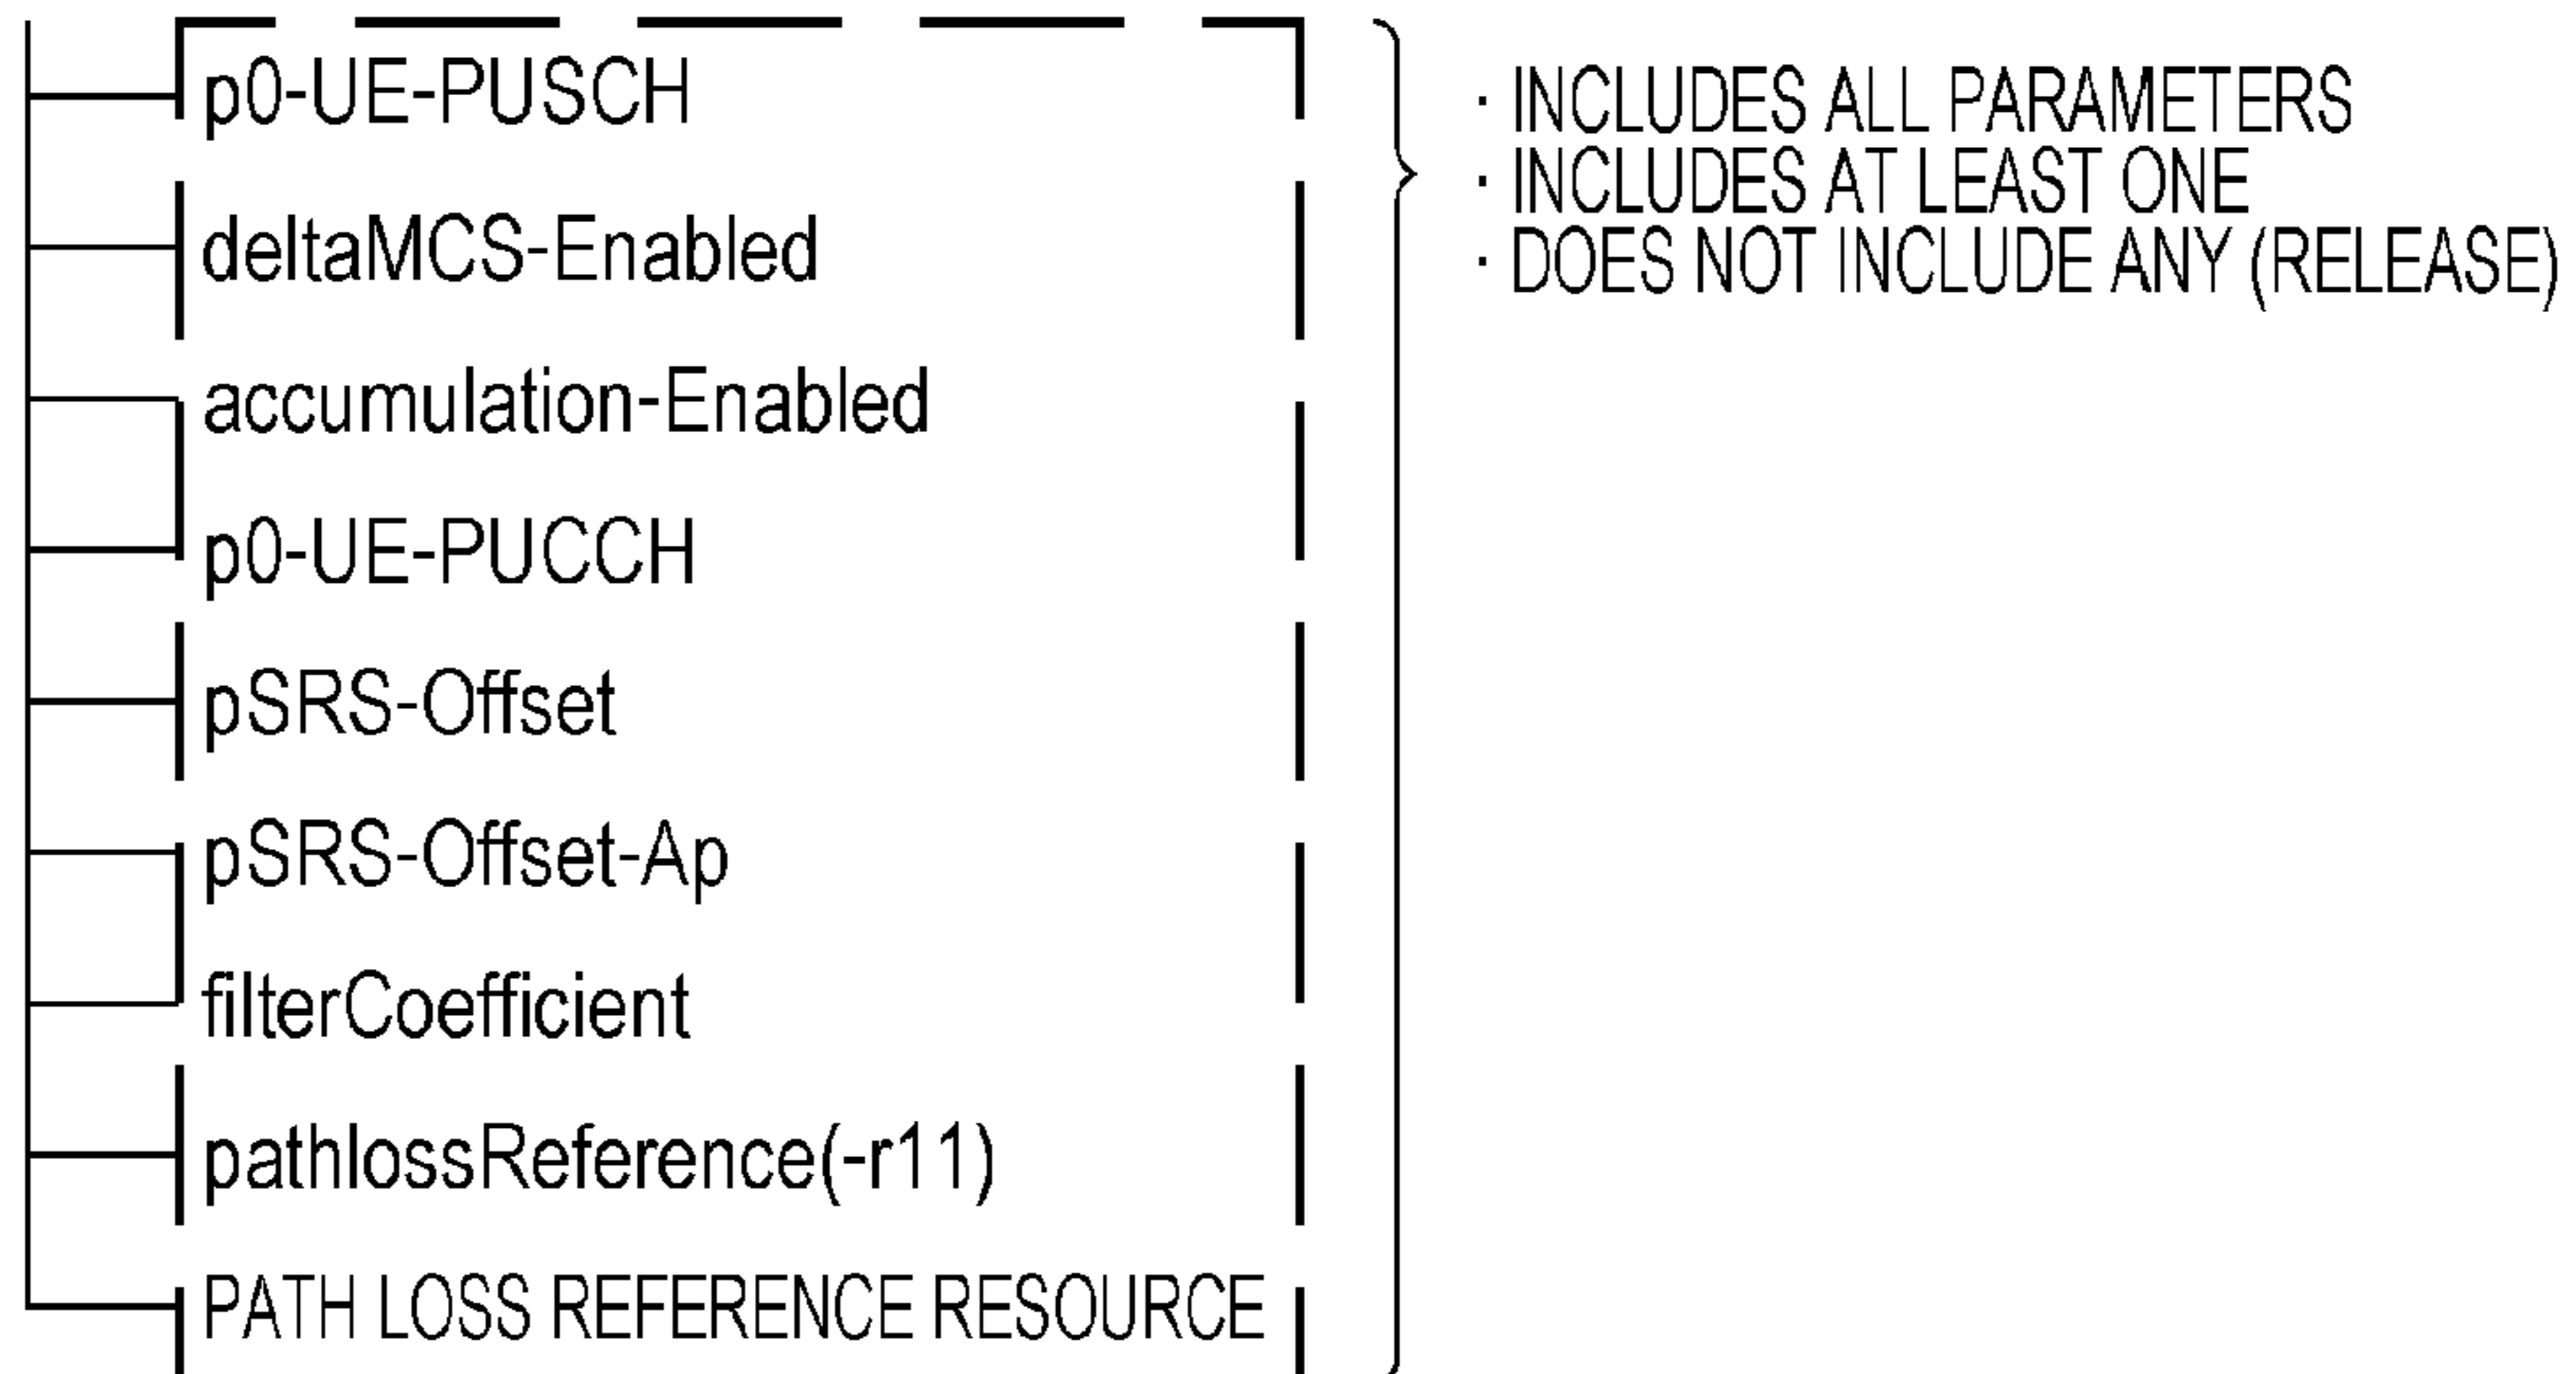 p0-UE-PUSCH
deltaMCS-Enabled
accumulation-Enabled
p0-UE-PUCCH
pSRS-Offset
pSRS-Offset-Ap
filterCoefficient
pathlossReference(-r11)
PATH LOSS REFERENCE RESOURCE
· INCLUDES ALL PARAMETERS
· INCLUDES AT LEAST ONE
· DOES NOT INCLUDE ANY (RELEASE)